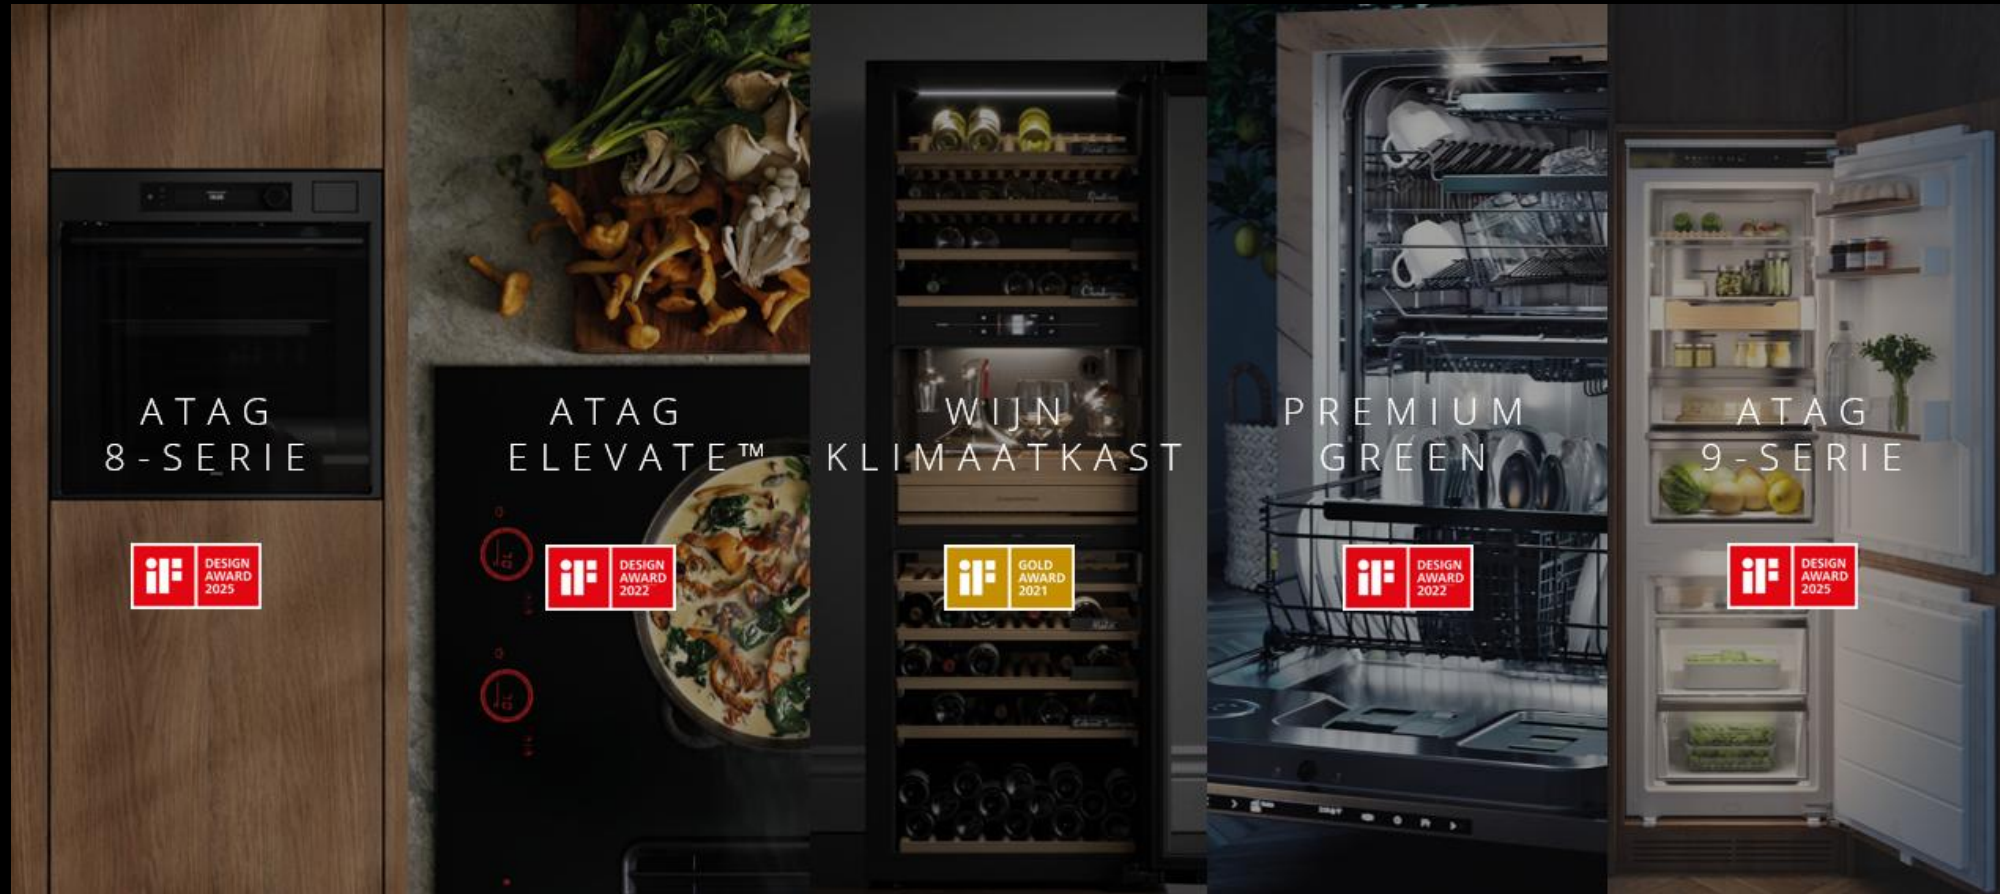 ATAG
8-SERIE
iF
DESIGN
AWARD
2025
ATAG
ELEVATE™
iF
DESIGN
AWARD
2022
WIJN
KLIMAATKAST
iF
GOLD
AWARD
2021
PREMIUM
GREEN
iF
DESIGN
AWARD
2022
ATAG
9-SERIE
iF
DESIGN
AWARD
2025